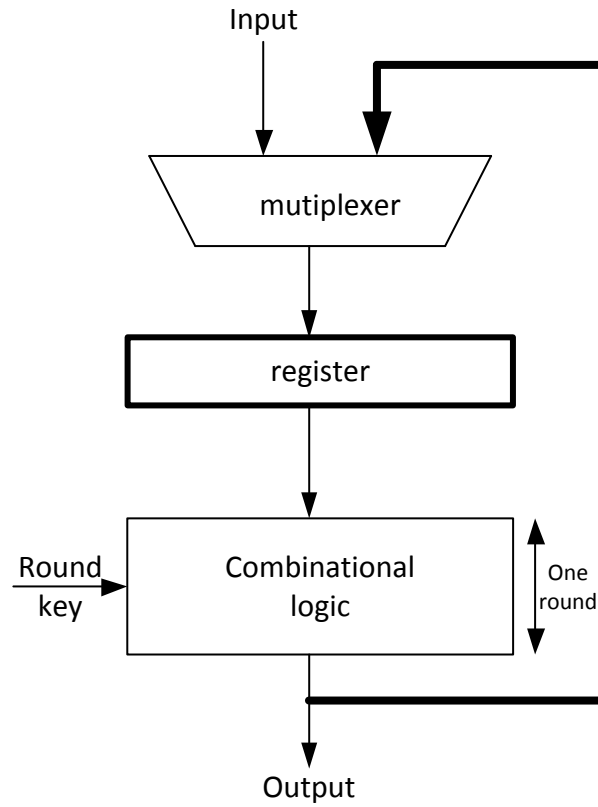 Input
mutiplexer
register
Round
key
Combinational
logic
One
round
Output